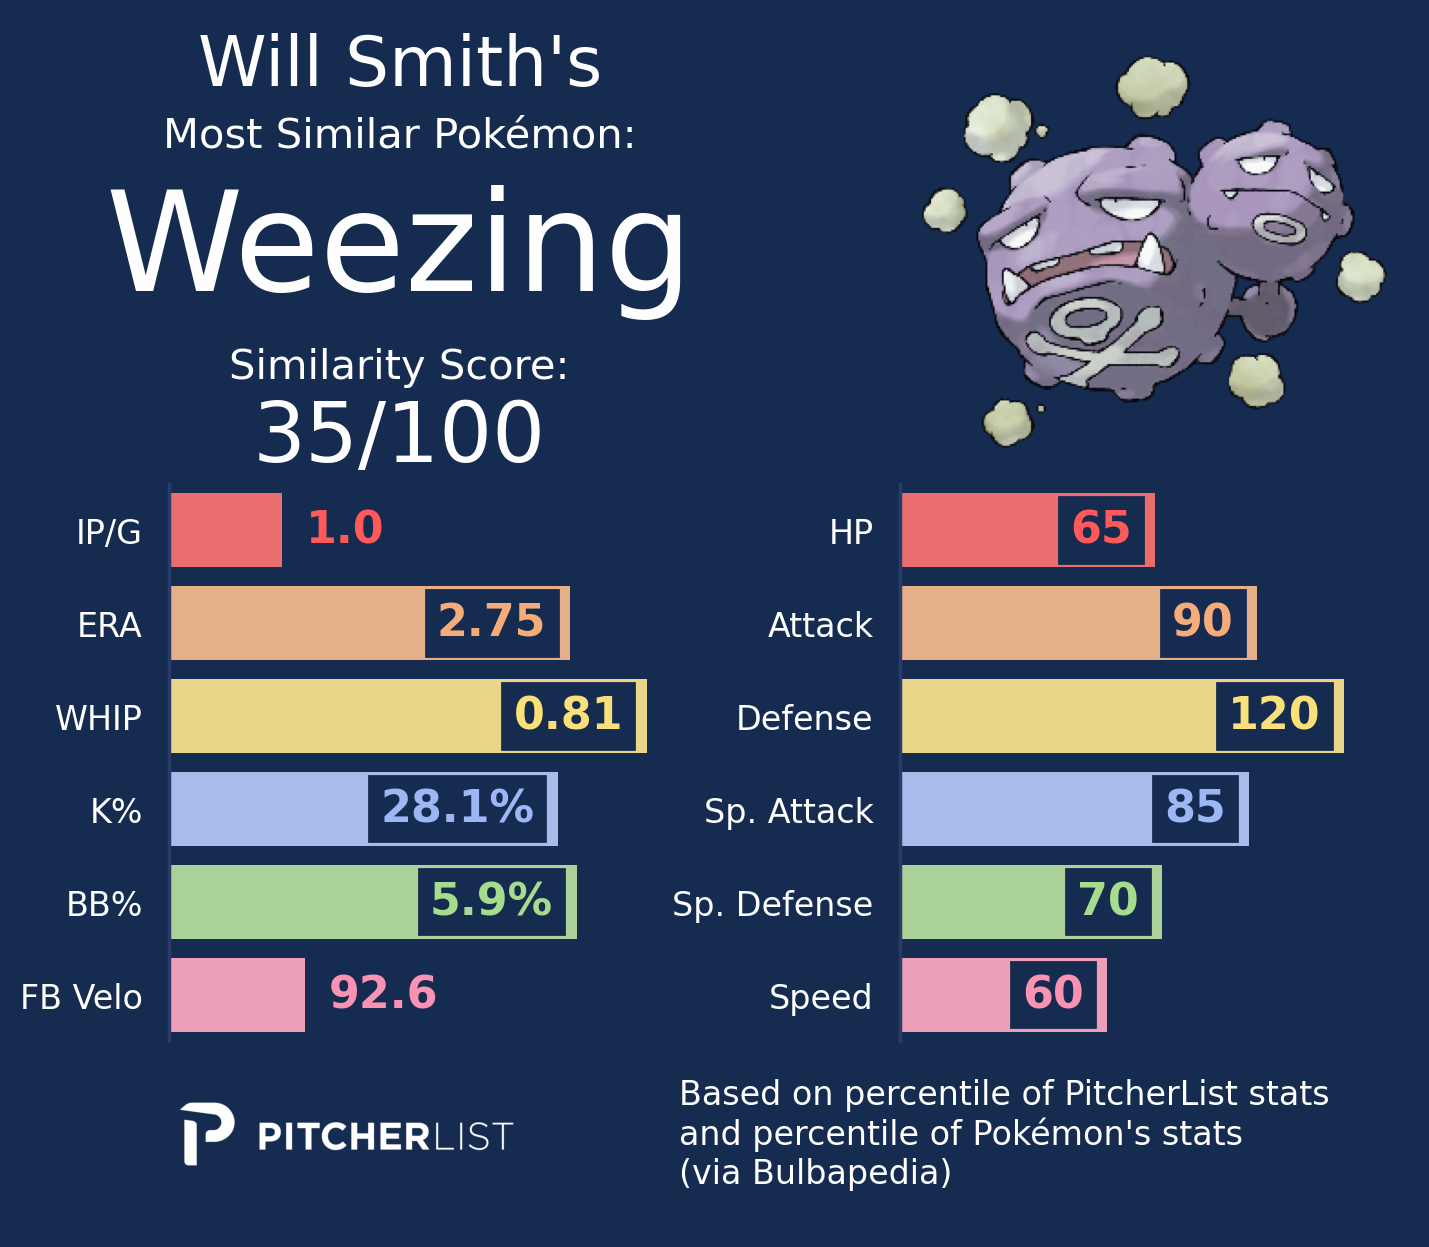 Will Smith's
Most Similar Pokémon:
Weezing
Similarity Score:
35/100
IP/G 1.0
ERA 2.75
WHIP 0.81
K% 28.1%
BB% 5.9%
FB Velo 92.6
HP 65
Attack 90
Defense 120
Sp. Attack 85
Sp. Defense 70
Speed 60
PITCHERLIST
Based on percentile of PitcherList stats
and percentile of Pokémon's stats
(via Bulbapedia)